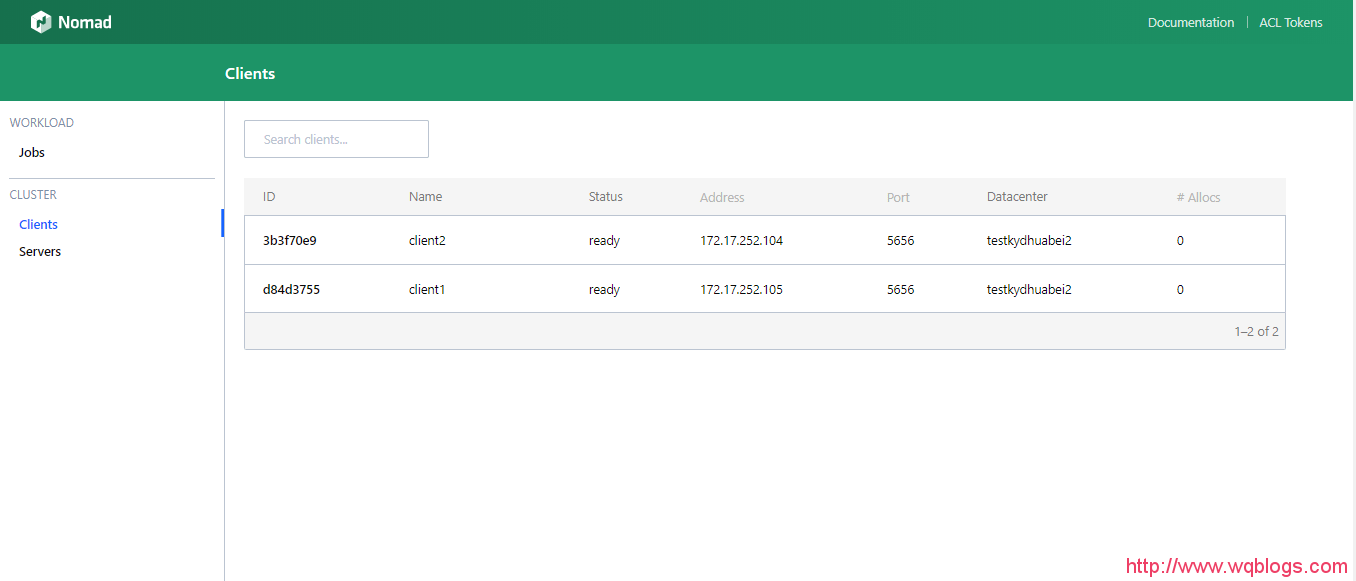 Nomad
Documentation | ACL Tokens
Clients
WORKLOAD
Jobs
CLUSTER
Clients
Servers
Search clients...
ID Name Status Address Port Datacenter # Allocs
3b3f70e9 client2 ready 172.17.252.104 5656 testkydhuabei2 0
d84d3755 client1 ready 172.17.252.105 5656 testkydhuabei2 0
1–2 of 2
http://www.wqblogs.com